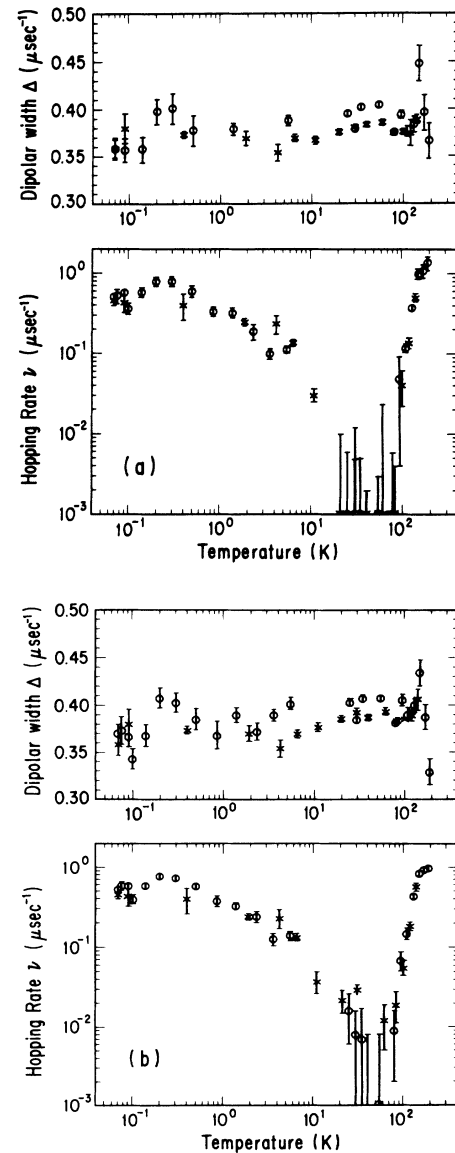 0.50
0.45
0.40
0.35
0.30
Dipolar width Δ (μsec⁻¹)
10⁻¹ 10⁰ 10¹ 10²
10⁰
10⁻¹
10⁻²
10⁻³
Hopping Rate ν (μsec⁻¹)
(a)
10⁻¹ 10⁰ 10¹ 10²
Temperature (K)
0.50
0.45
0.40
0.35
0.30
Dipolar width Δ (μsec⁻¹)
10⁻¹ 10⁰ 10¹ 10²
10⁰
10⁻¹
10⁻²
10⁻³
Hopping Rate ν (μsec⁻¹)
(b)
10⁻¹ 10⁰ 10¹ 10²
Temperature (K)